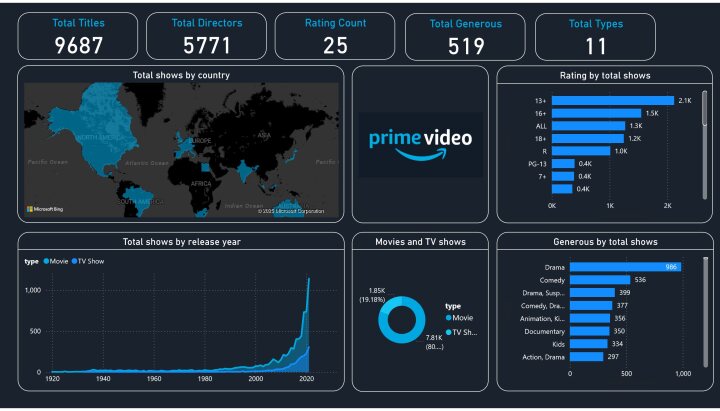 Total Titles
9687
Total Directors
5771
Rating Count
25
Total Generous
519
Total Types
11
Total shows by country
NORTH AMERICA
EUROPE
ASIA
Pacific Ocean
Atlantic Ocean
Pacific
AFRICA
SOUTH AMERICA
Indian Ocean
AUSTRALIA
Microsoft Bing
© 2025 Microsoft Corporation
prime video
Rating by total shows
13+ 2.1K
16+ 1.5K
ALL 1.3K
18+ 1.2K
R 1.0K
PG-13 0.4K
7+ 0.4K
0.4K
0K 1K 2K
Total shows by release year
type Movie TV Show
1,000
500
0
1920 1940 1960 1980 2000 2020
Movies and TV shows
1.85K
(19.18%)
type
Movie
TV Sh...
7.81K
(80....)
Generous by total shows
Drama 986
Comedy 536
Drama, Susp... 399
Comedy, Dra... 377
Animation, Ki... 356
Documentary 350
Kids 334
Action, Drama 297
0 500 1,000